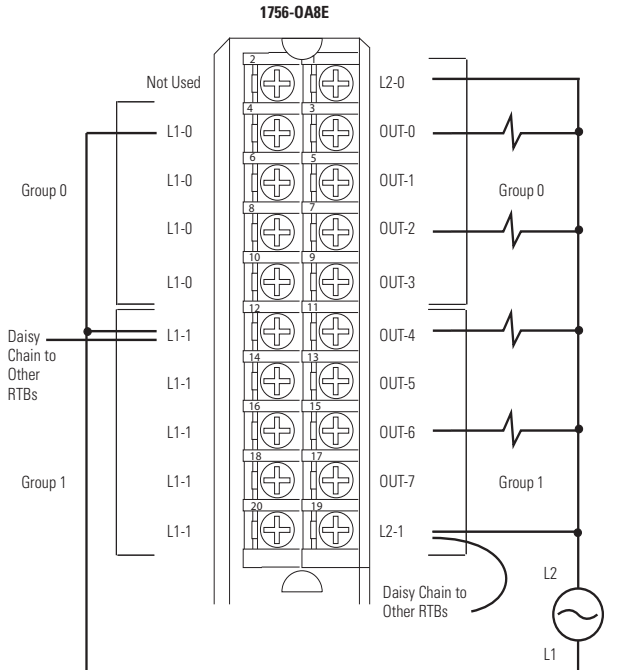 1756-OA8E
2 1
Not Used L2-0
4 3
L1-0 OUT-0
6 5
L1-0 OUT-1
Group 0 Group 0
8 7
L1-0 OUT-2
10 9
L1-0 OUT-3
12 11
L1-1 OUT-4
Daisy
Chain to
Other
RTBs
14 13
L1-1 OUT-5
16 15
L1-1 OUT-6
18 17
L1-1 OUT-7
Group 1 Group 1
20 19
L1-1 L2-1
L2
Daisy Chain to
Other RTBs
L1